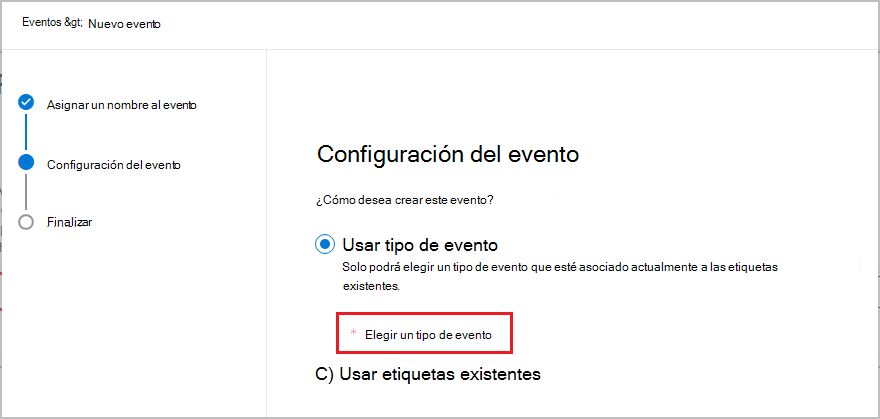 Eventos &gt; Nuevo evento
Asignar un nombre al evento
Configuración del evento
Finalizar
Configuración del evento
¿Cómo desea crear este evento?
Usar tipo de evento
Solo podrá elegir un tipo de evento que esté asociado actualmente a las etiquetas
existentes.
* Elegir un tipo de evento
C) Usar etiquetas existentes